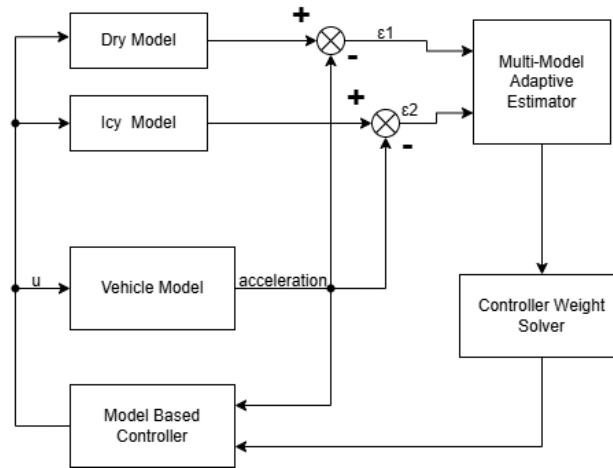 +
Dry Model
ε1
-
Multi-Model
Adaptive
Estimator
+
Icy Model
ε2
-
u
Vehicle Model
acceleration
Controller Weight
Solver
Model Based
Controller